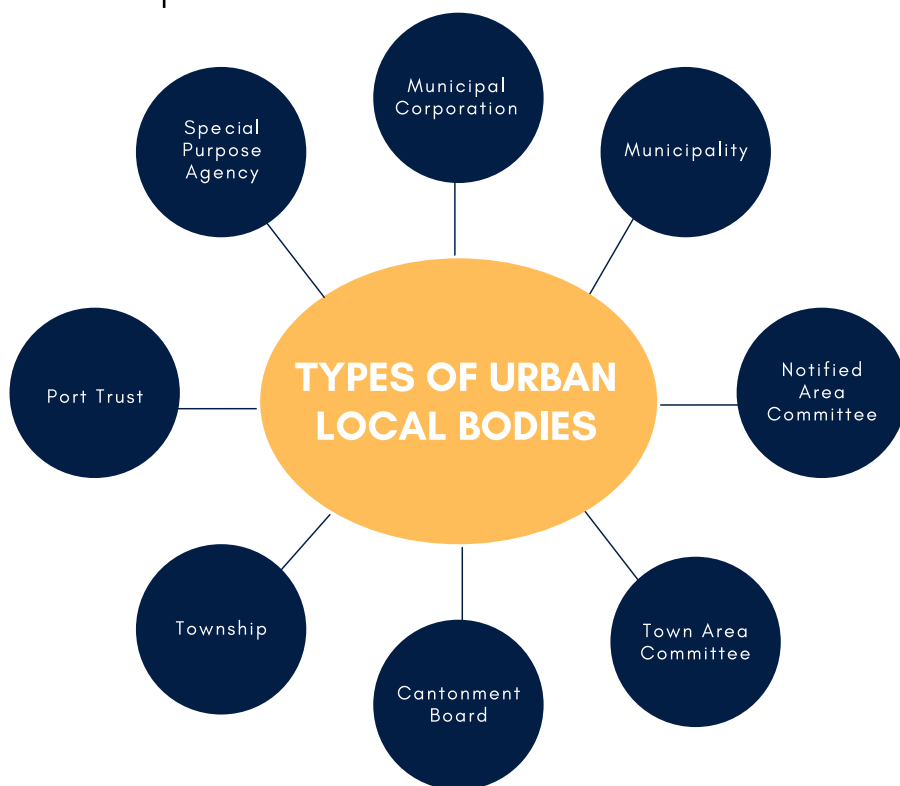 TYPES OF URBAN
LOCAL BODIES
Municipal
Corporation
Municipality
Notified
Area
Committee
Town Area
Committee
Cantonment
Board
Township
Port Trust
Special
Purpose
Agency